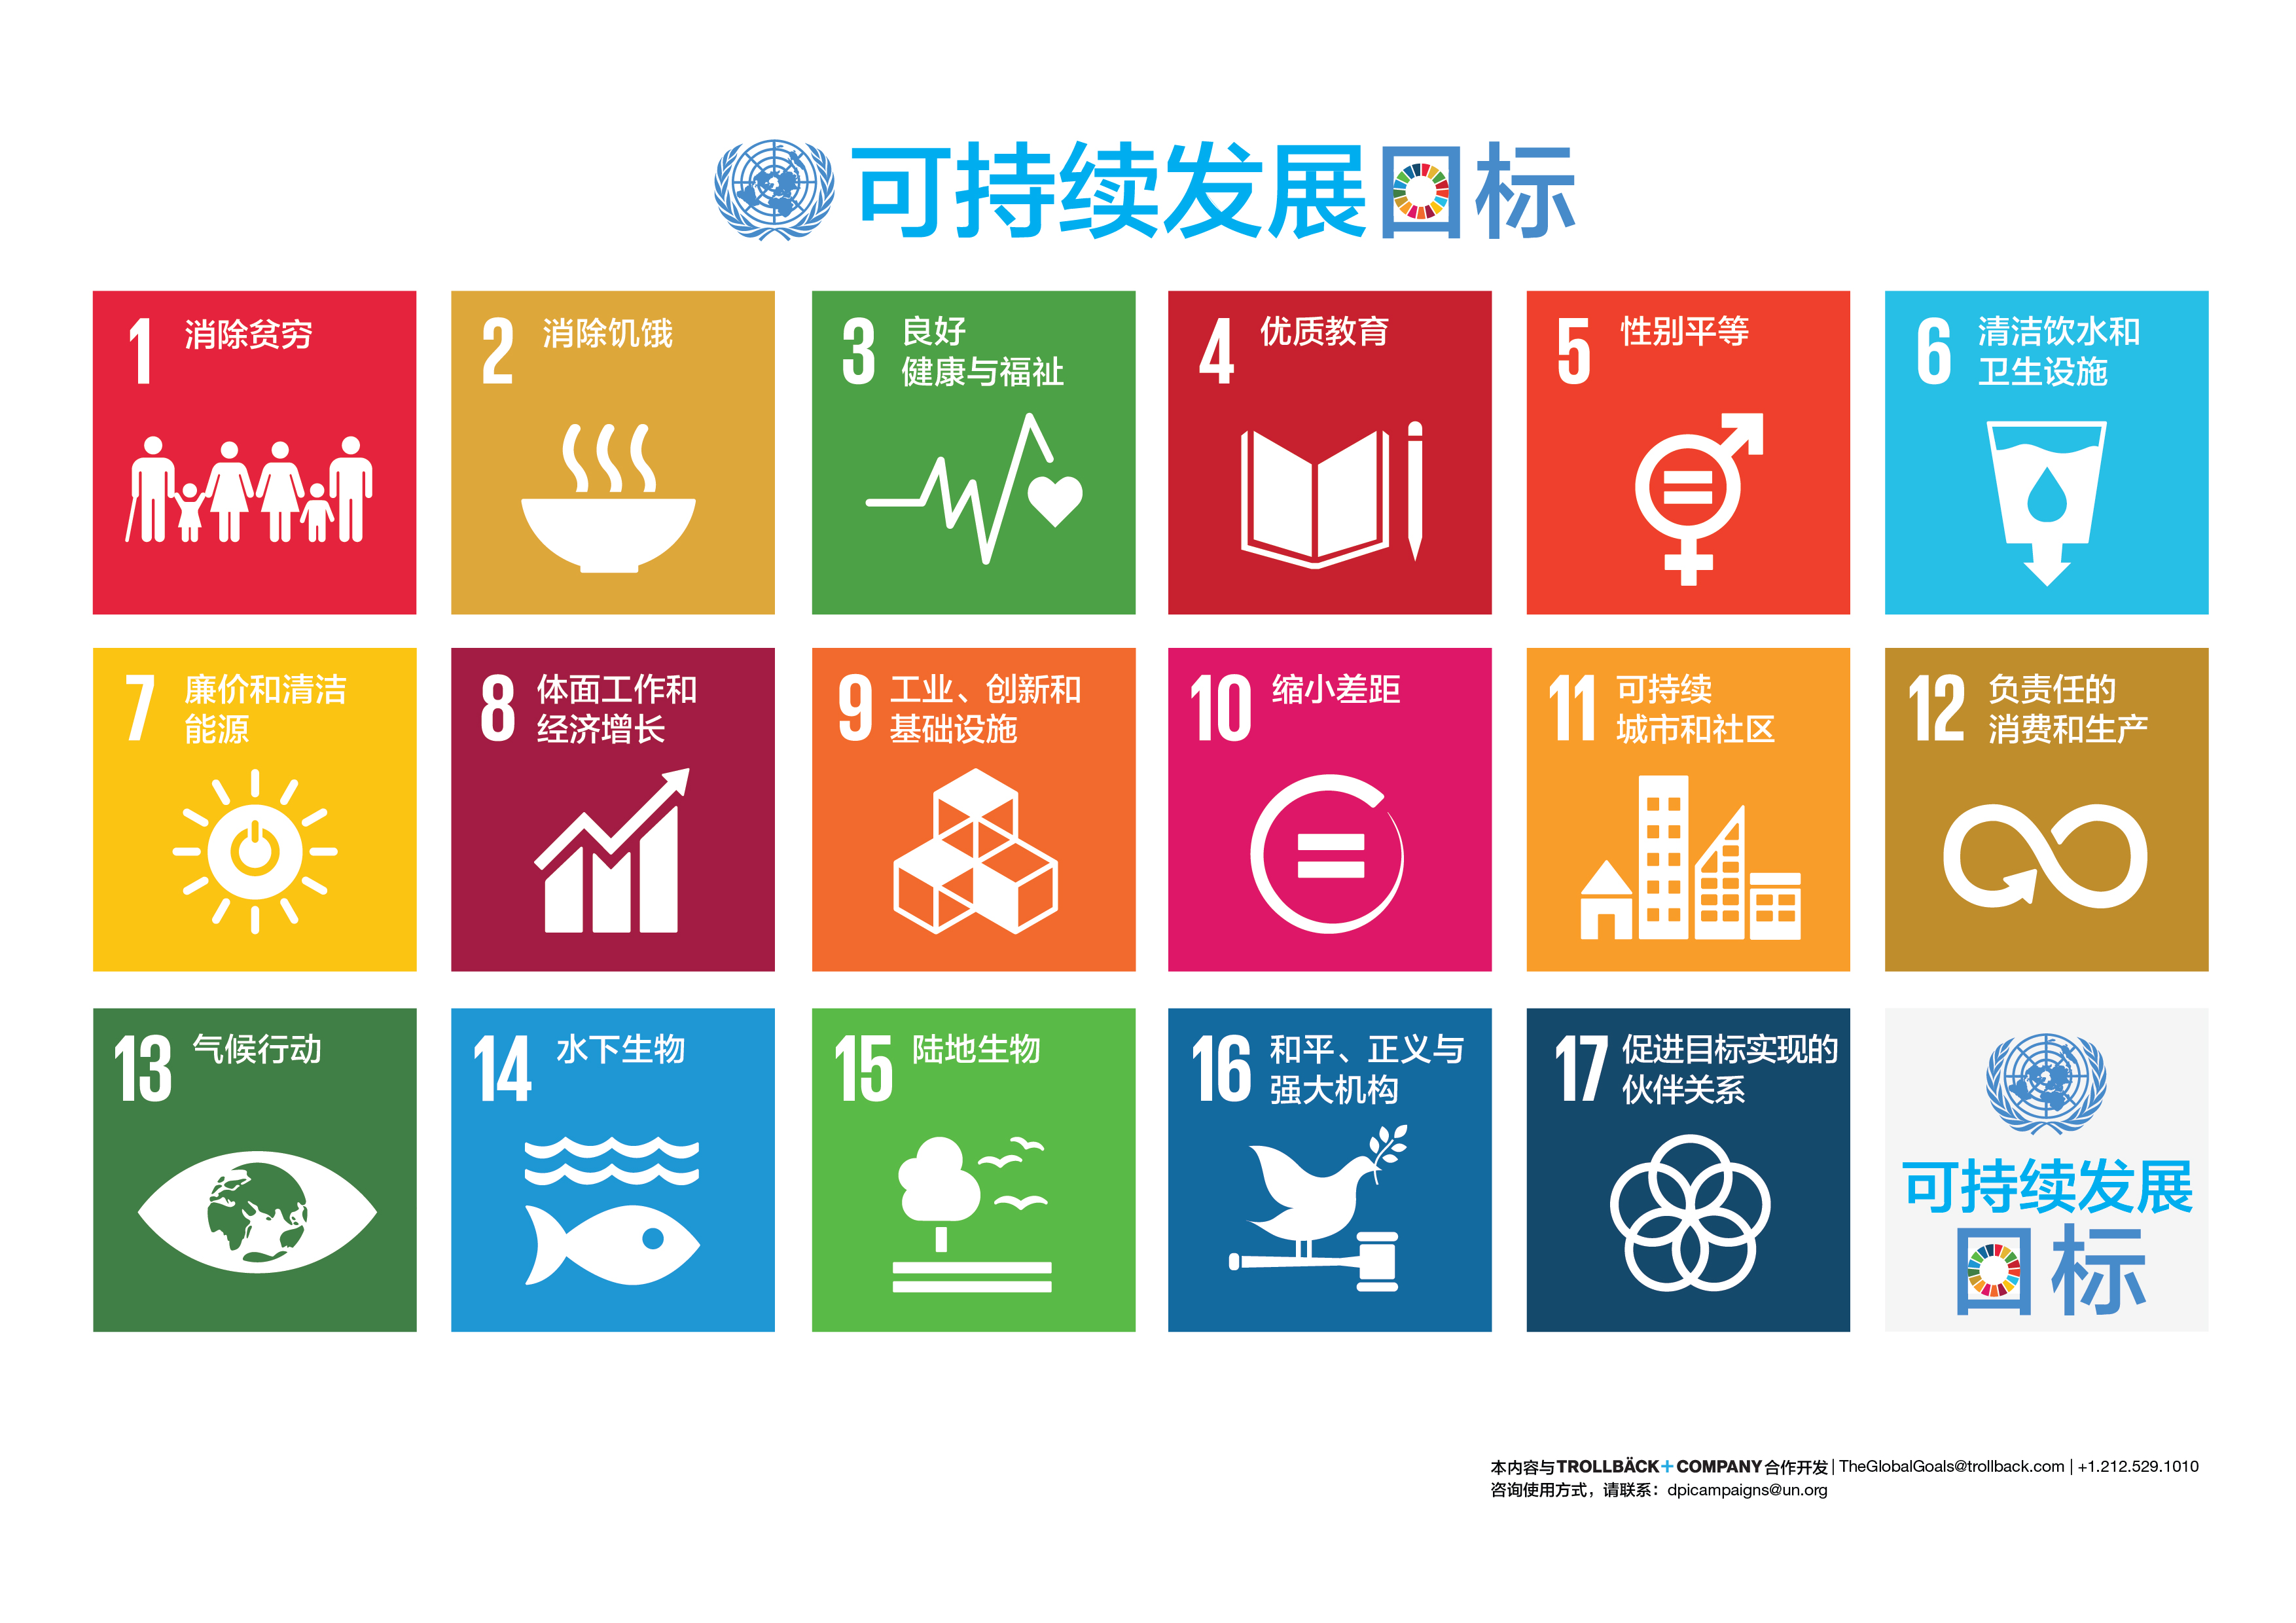 可持续发展目标
1 消除贫穷
2 消除饥饿
3 良好
健康与福祉
4 优质教育
5 性别平等
6 清洁饮水和
卫生设施
7 廉价和清洁
能源
8 体面工作和
经济增长
9 工业、创新和
基础设施
10 缩小差距
11 可持续
城市和社区
12 负责任的
消费和生产
13 气候行动
14 水下生物
15 陆地生物
16 和平、正义与
强大机构
17 促进目标实现的
伙伴关系
可持续发展
目标
本内容与TROLLBÄCK+COMPANY合作开发 | TheGlobalGoals@trollback.com | +1.212.529.1010
咨询使用方式，请联系：dpicampaigns@un.org